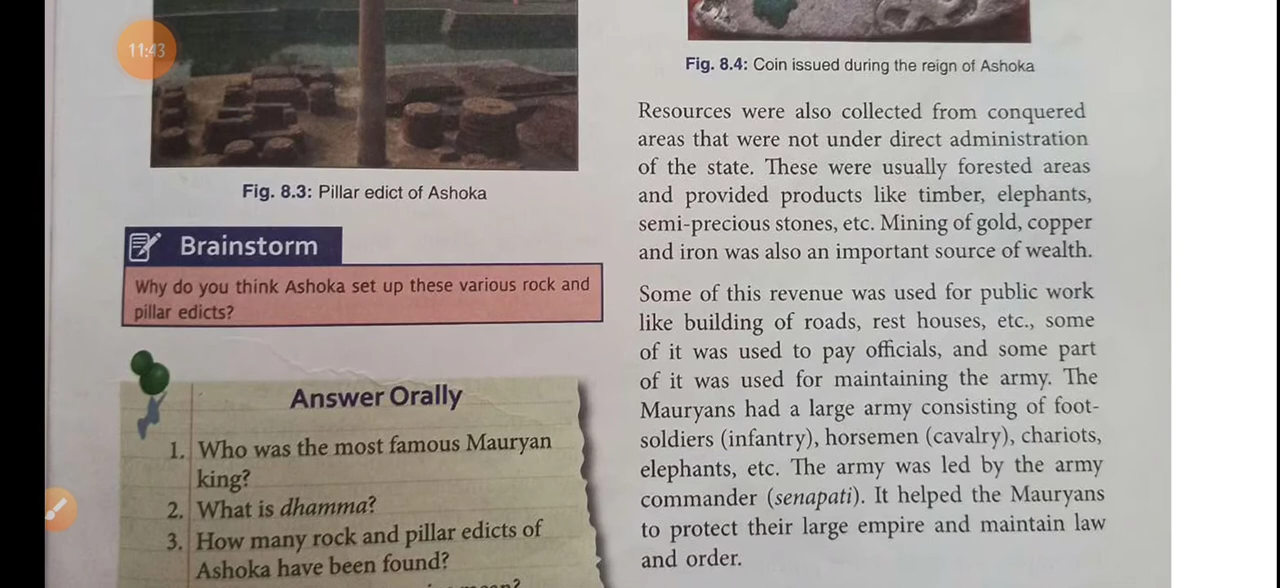 11:43
Fig. 8.3: Pillar edict of Ashoka
Brainstorm
Why do you think Ashoka set up these various rock and
pillar edicts?
Answer Orally
1. Who was the most famous Mauryan
king?
2. What is dhamma?
3. How many rock and pillar edicts of
Ashoka have been found?
Fig. 8.4: Coin issued during the reign of Ashoka
Resources were also collected from conquered
areas that were not under direct administration
of the state. These were usually forested areas
and provided products like timber, elephants,
semi-precious stones, etc. Mining of gold, copper
and iron was also an important source of wealth.
Some of this revenue was used for public work
like building of roads, rest houses, etc., some
of it was used to pay officials, and some part
of it was used for maintaining the army. The
Mauryans had a large army consisting of foot-
soldiers (infantry), horsemen (cavalry), chariots,
elephants, etc. The army was led by the army
commander (senapati). It helped the Mauryans
to protect their large empire and maintain law
and order.